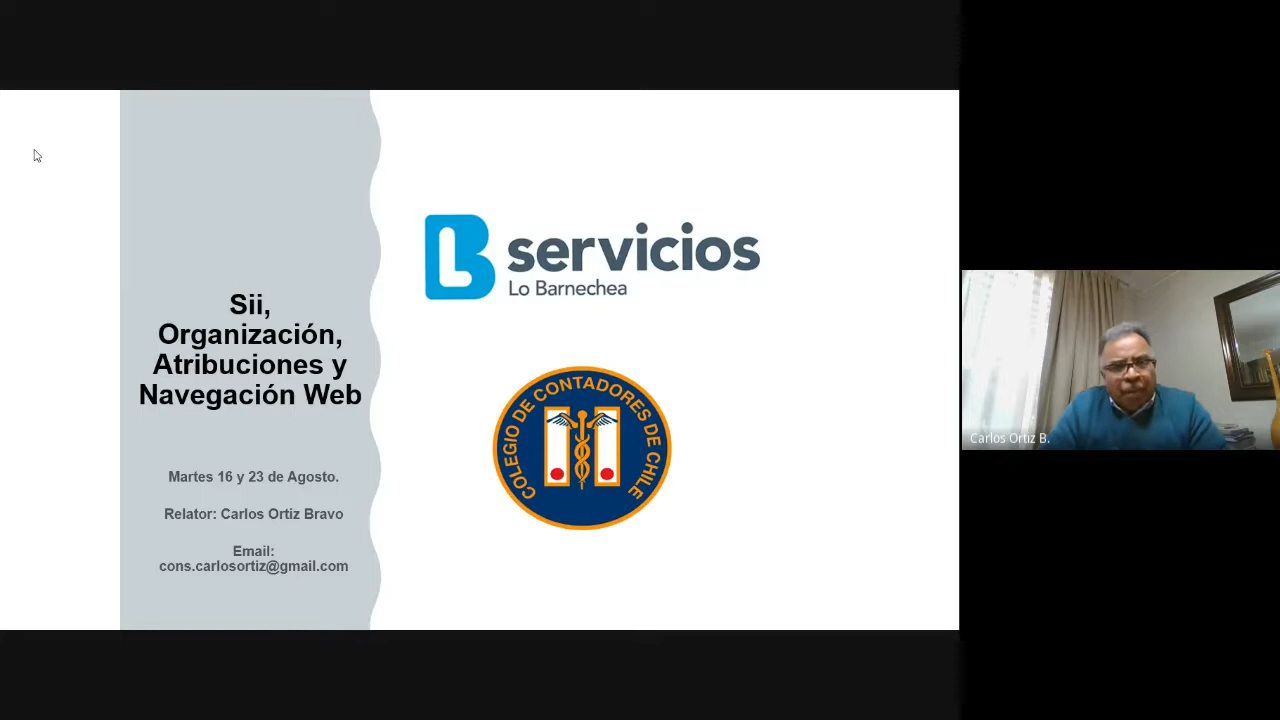 Sii,
Organización,
Atribuciones y
Navegación Web
Martes 16 y 23 de Agosto.
Relator: Carlos Ortiz Bravo
Email:
cons.carlosortiz@gmail.com
servicios
Lo Barnechea
COLEGIO DE CONTADORES DE CHILE
Carlos Ortiz B.